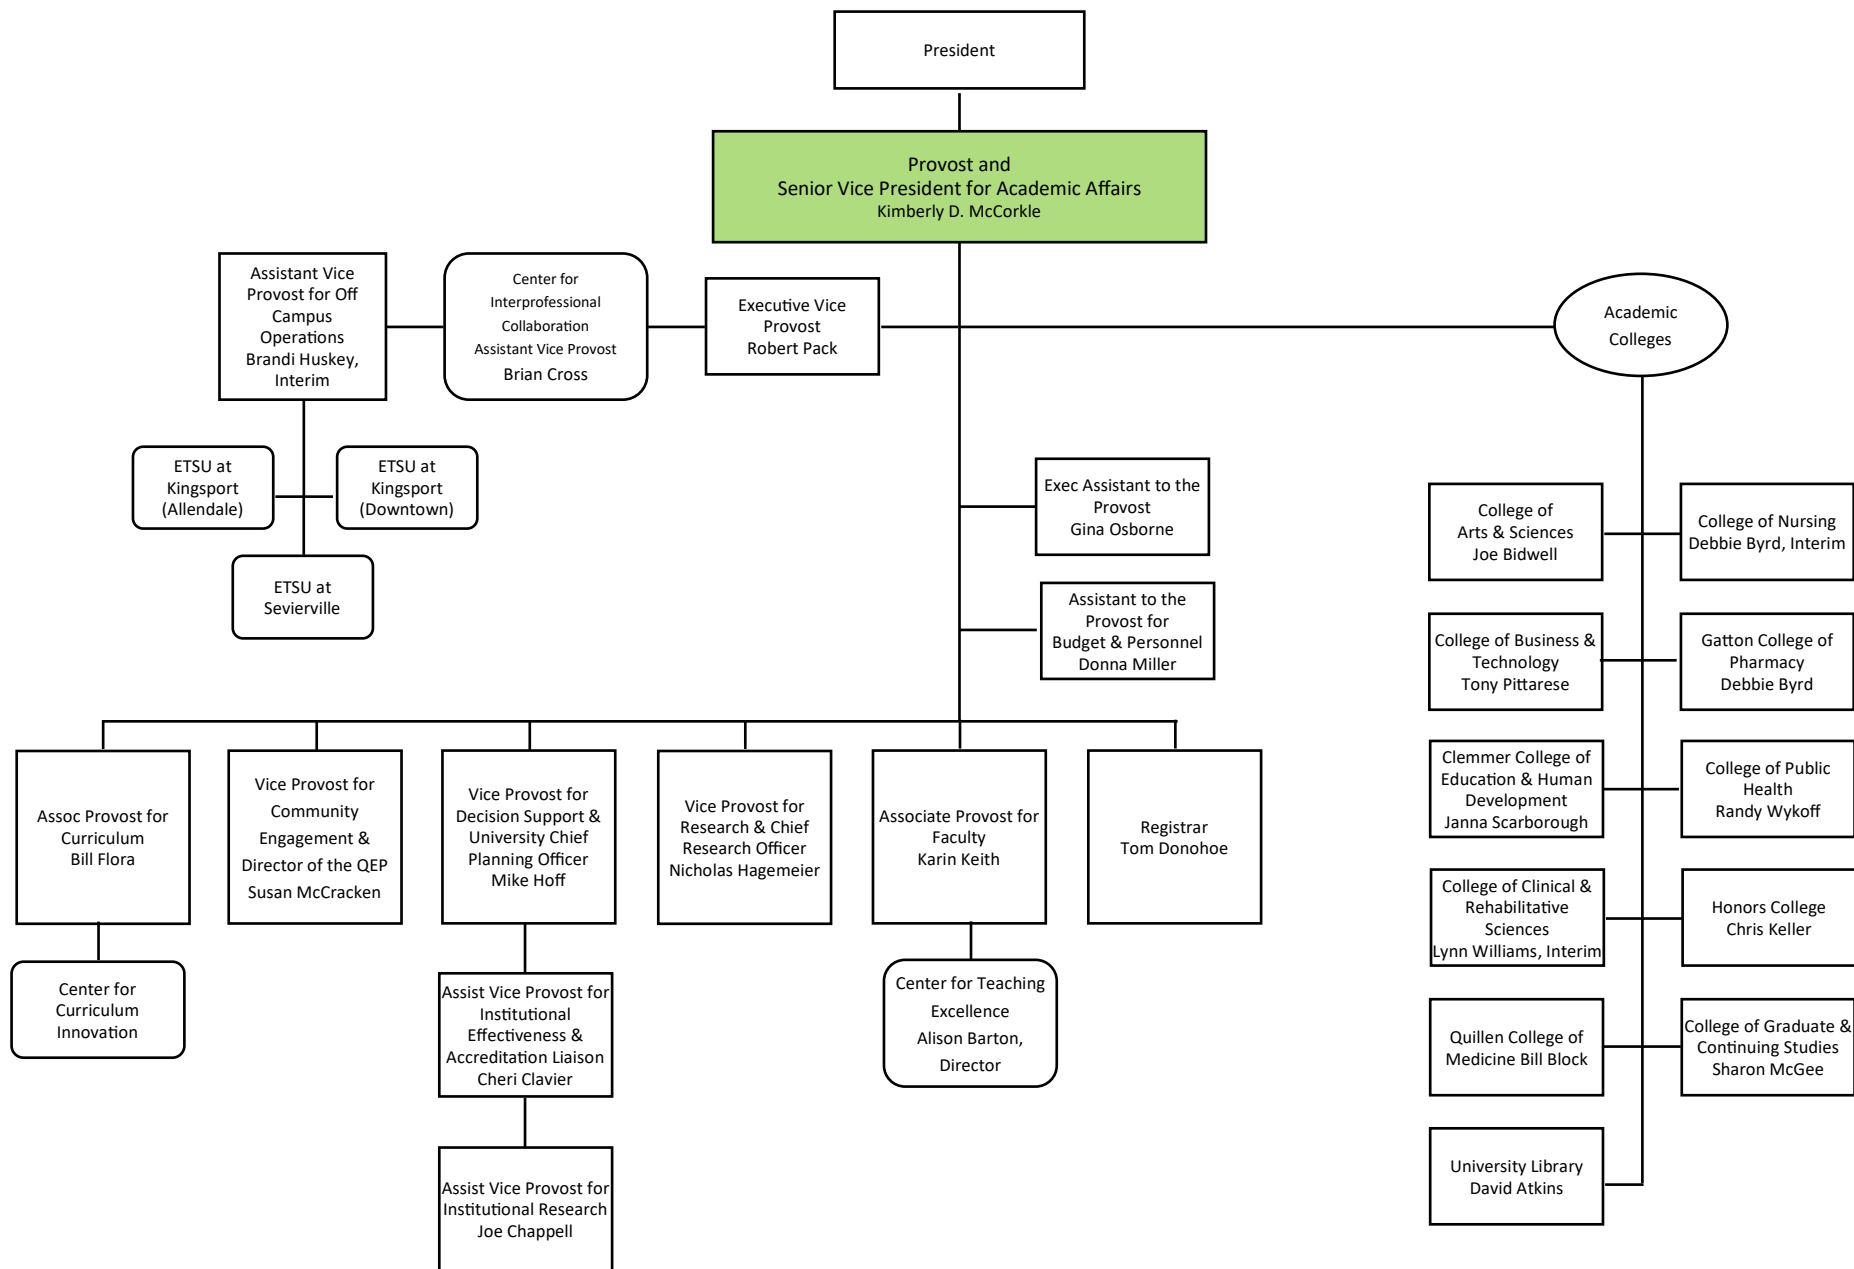 President
Provost and
Senior Vice President for Academic Affairs
Kimberly D. McCorkle
Assistant Vice
Provost for Off
Campus
Operations
Brandi Huskey,
Interim
Center for
Interprofessional
Collaboration
Assistant Vice Provost
Brian Cross
Executive Vice
Provost
Robert Pack
Academic
Colleges
ETSU at
Kingsport
(Allendale)
ETSU at
Kingsport
(Downtown)
ETSU at
Sevierville
Exec Assistant to the
Provost
Gina Osborne
Assistant to the
Provost for
Budget & Personnel
Donna Miller
College of
Arts & Sciences
Joe Bidwell
College of Nursing
Debbie Byrd, Interim
College of Business &
Technology
Tony Pittarese
Gatton College of
Pharmacy
Debbie Byrd
Clemmer College of
Education & Human
Development
Janna Scarborough
College of Public
Health
Randy Wykoff
College of Clinical &
Rehabilitative
Sciences
Lynn Williams, Interim
Honors College
Chris Keller
Quillen College of
Medicine Bill Block
College of Graduate &
Continuing Studies
Sharon McGee
University Library
David Atkins
Assoc Provost for
Curriculum
Bill Flora
Vice Provost for
Community
Engagement &
Director of the QEP
Susan McCracken
Vice Provost for
Decision Support &
University Chief
Planning Officer
Mike Hoff
Vice Provost for
Research & Chief
Research Officer
Nicholas Hagemeier
Associate Provost for
Faculty
Karin Keith
Registrar
Tom Donohoe
Center for
Curriculum
Innovation
Assist Vice Provost for
Institutional
Effectiveness &
Accreditation Liaison
Cheri Clavier
Center for Teaching
Excellence
Alison Barton,
Director
Assist Vice Provost for
Institutional Research
Joe Chappell